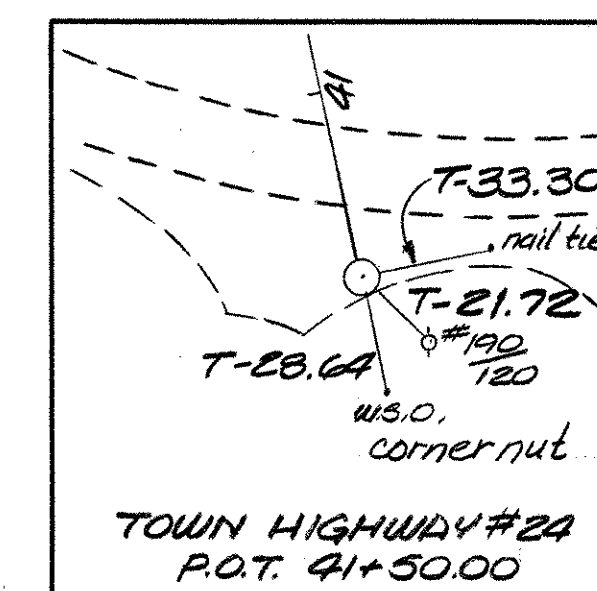 41
T-33.30
nail tie
T-21.72
#190
120
T-28.64
W.S.O.
corner nut
TOWN HIGHWAY #24
P.O.T. 41+50.00